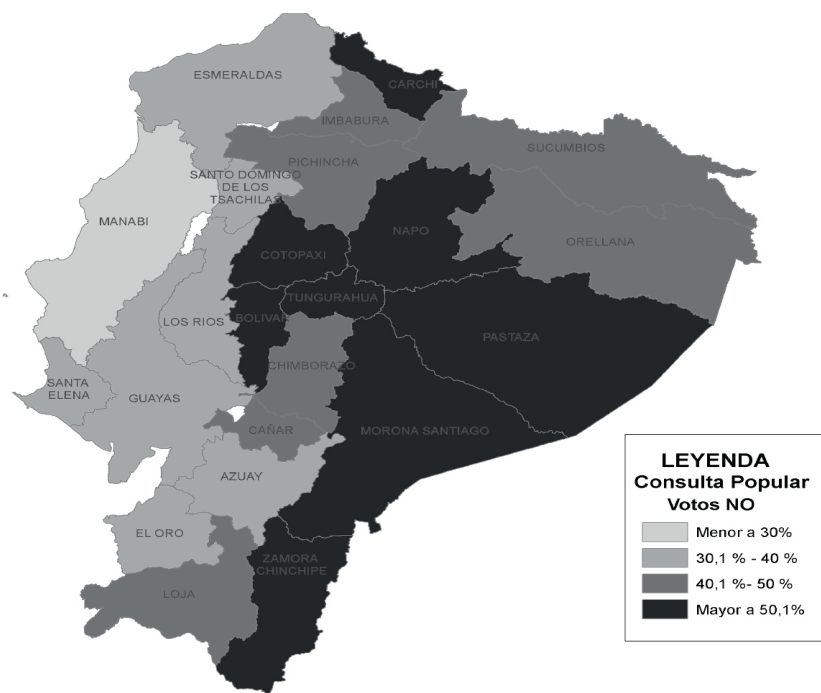 ESMERALDAS
CARCHI
IMBABURA
SUCUMBIOS
PICHINCHA
SANTO DOMINGO
DE LOS
TSACHILAS
MANABI
NAPO
ORELLANA
COTOPAXI
TUNGURAHUA
BOLIVAR
LOS RIOS
PASTAZA
CHIMBORAZO
SANTA
ELENA
GUAYAS
CAÑAR
MORONA SANTIAGO
AZUAY
EL ORO
ZAMORA
CHINCHIPE
LOJA
LEYENDA
Consulta Popular
Votos NO
Menor a 30%
30,1 % - 40 %
40,1 %- 50 %
Mayor a 50,1%